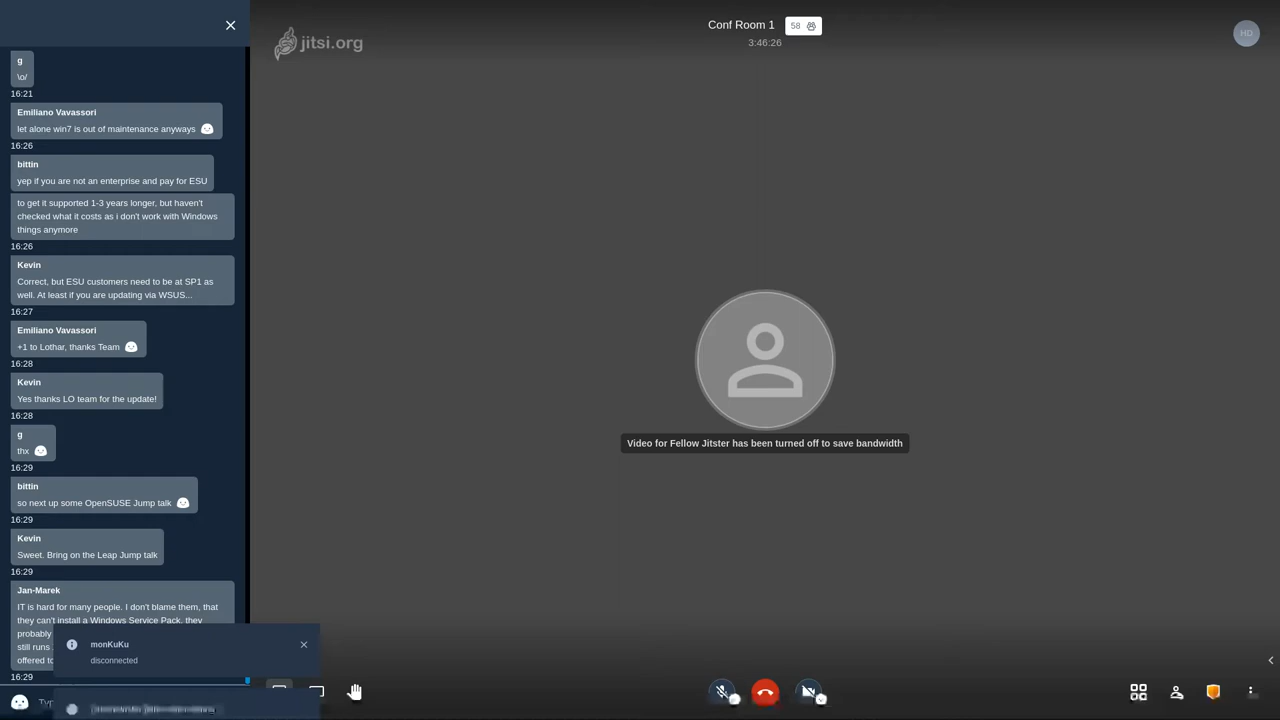 g
\o/
16:21
Emiliano Vavassori
let alone win7 is out of maintenance anyways
16:26
bittin
yep if you are not an enterprise and pay for ESU
to get it supported 1-3 years longer, but haven't
checked what it costs as i don't work with Windows
things anymore
16:26
Kevin
Correct, but ESU customers need to be at SP1 as
well. At least if you are updating via WSUS...
16:27
Emiliano Vavassori
+1 to Lothar, thanks Team
16:28
Kevin
Yes thanks LO team for the update!
16:28
g
thx
16:29
bittin
so next up some OpenSUSE Jump talk
16:29
Kevin
Sweet. Bring on the Leap Jump talk
16:29
Jan-Marek
IT is hard for many people. I don't blame them, that
they can't install a Windows Service Pack. they
probably
still runs
offered to
16:29
Typ
monKuKu
disconnected
jitsi.org
Conf Room 1 58
3:46:26
HD
Video for Fellow Jitster has been turned off to save bandwidth